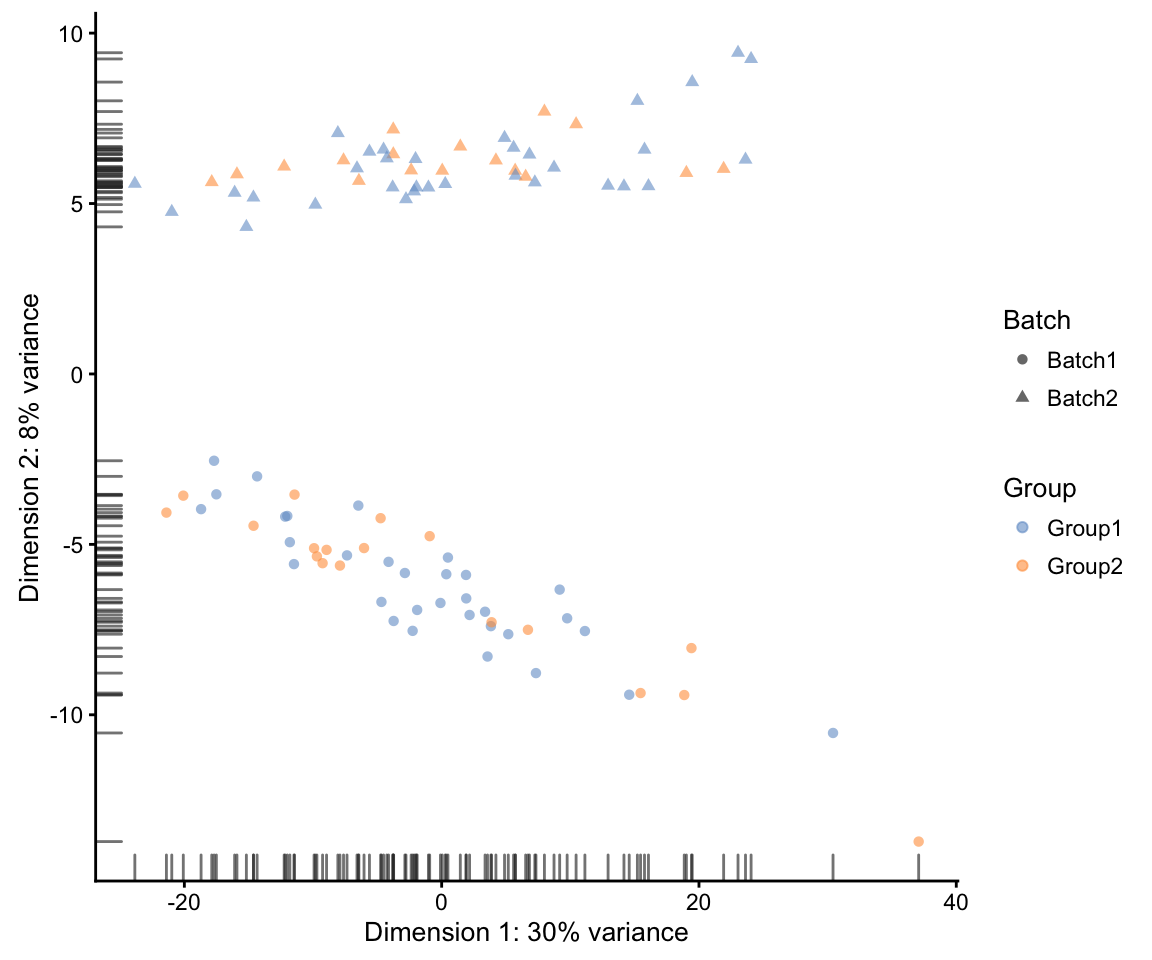 10
5
0
-5
-10
Dimension 2: 8% variance
-20
0
20
40
Dimension 1: 30% variance
Batch
Batch1
Batch2
Group
Group1
Group2